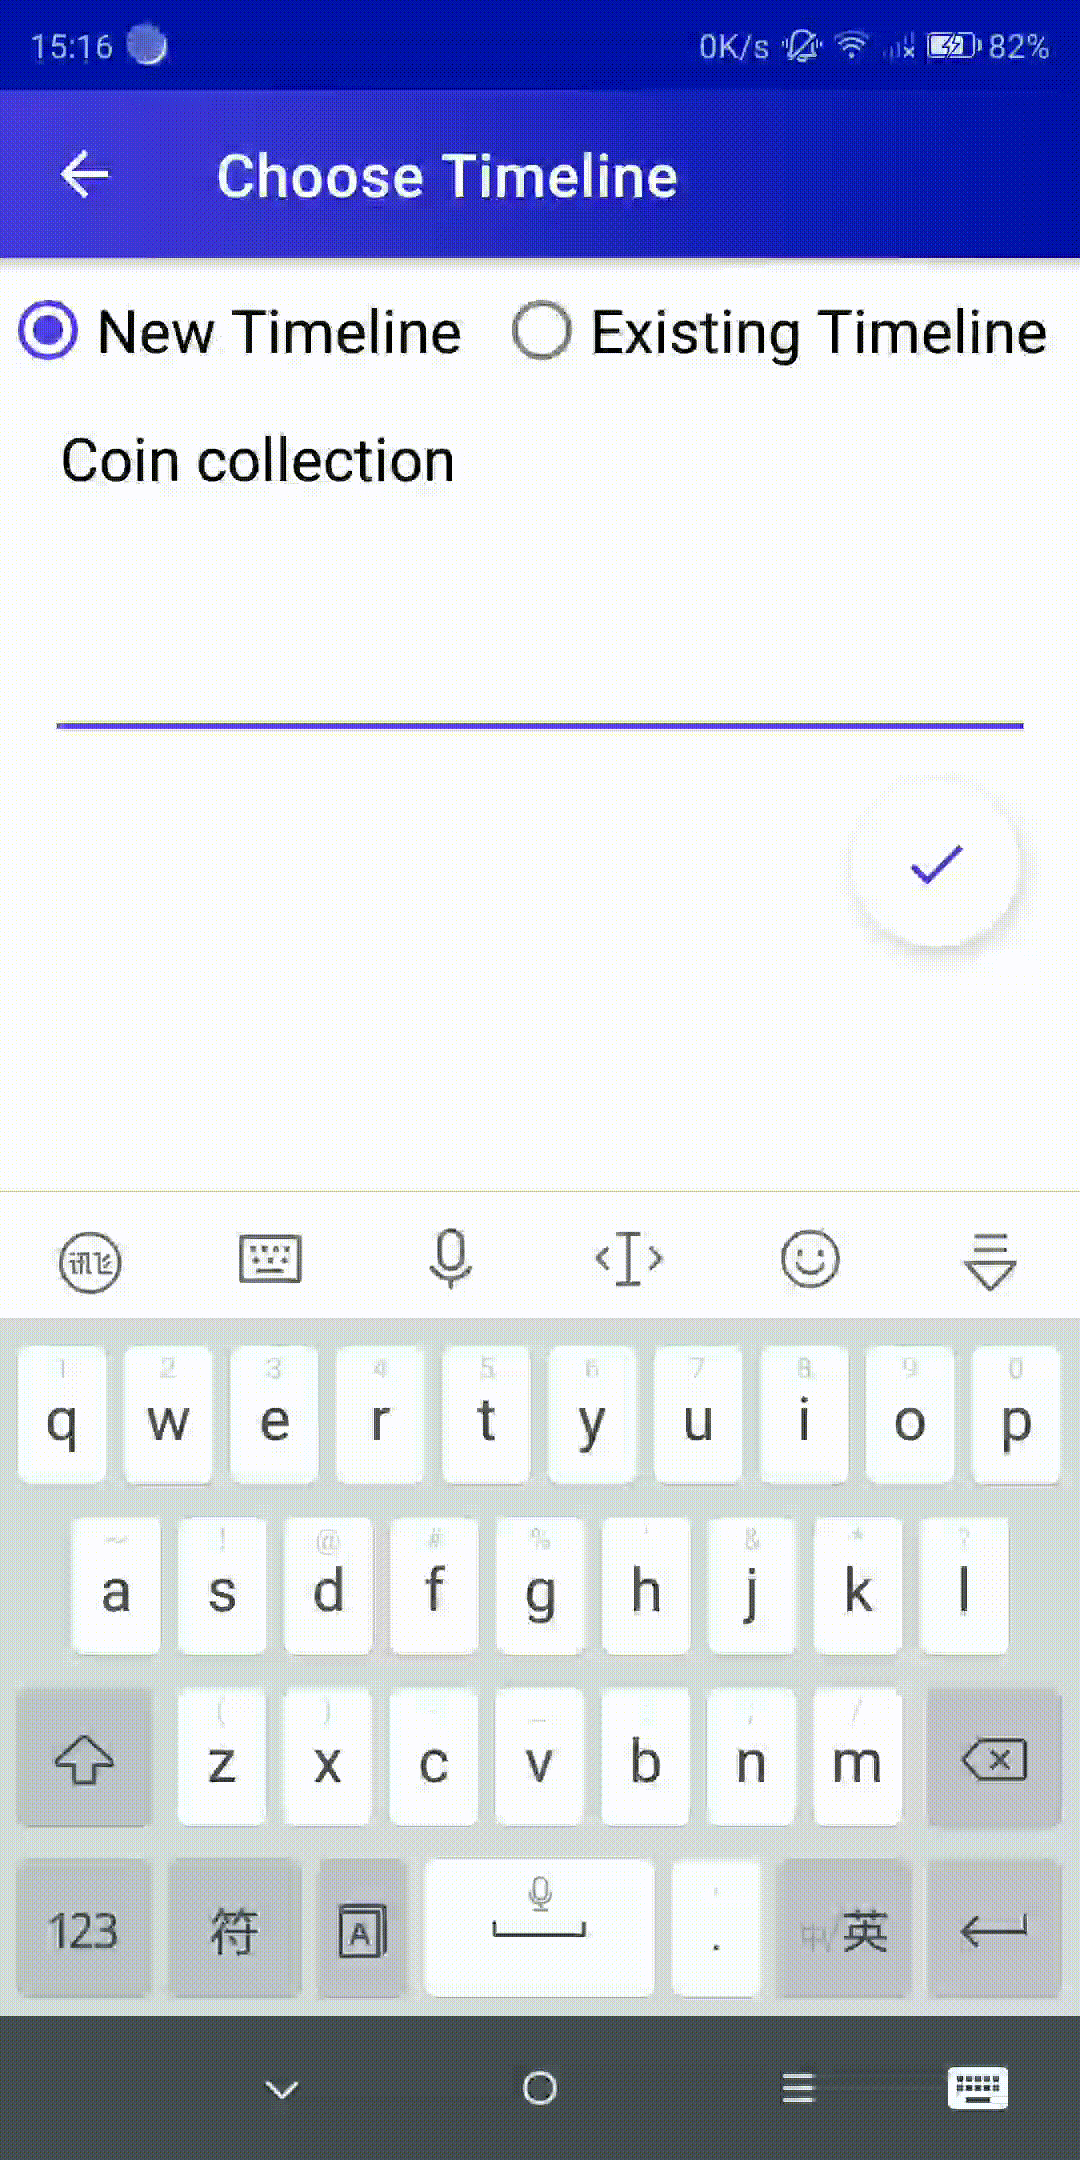 15:16 0K/s 82%
Choose Timeline
New Timeline Existing Timeline
Coin collection
讯飞
1 2 3 4 5 6 7 8 9 0
q w e r t y u i o p
~ ! @ # % ' & * ?
a s d f g h j k l
( ) - _ : ; /
z x c v b n m
123 符 A . 中/英